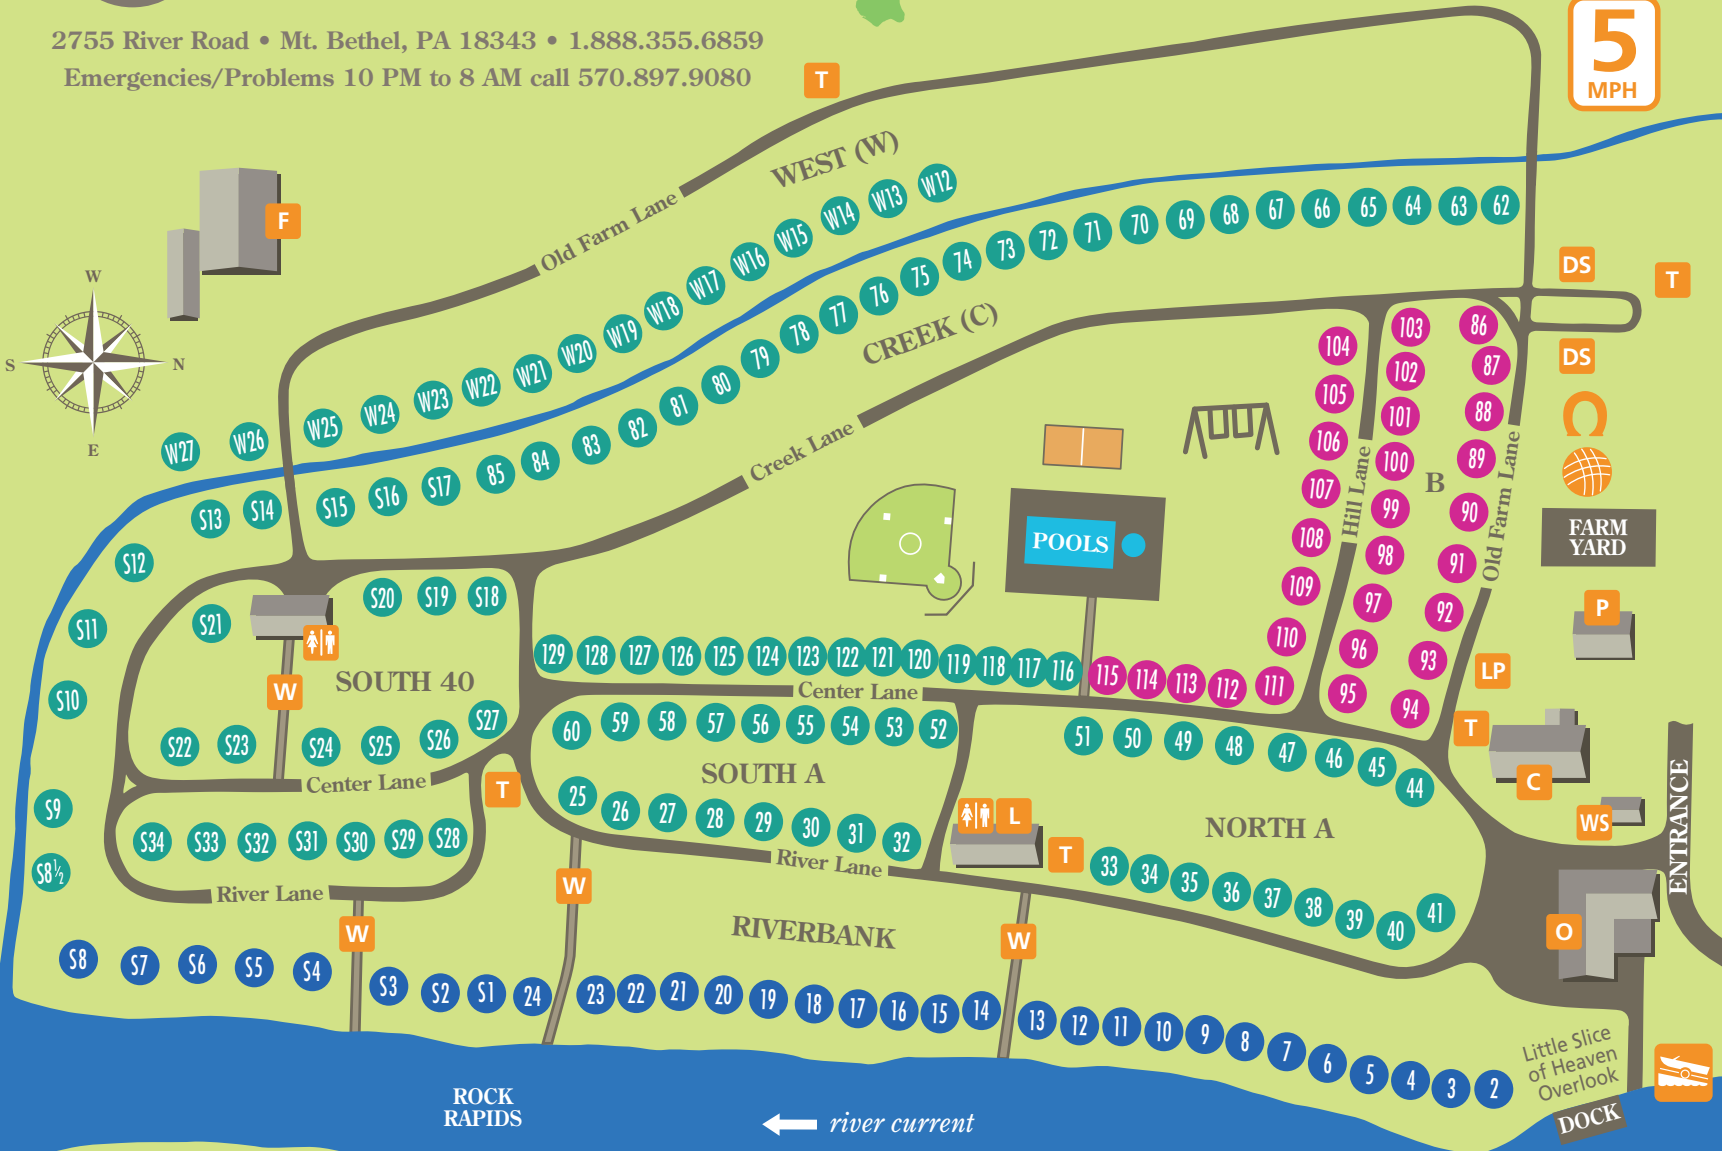 2755 River Road • Mt. Bethel, PA 18343 • 1.888.355.6859
Emergencies/Problems 10 PM to 8 AM call 570.897.9080
5
MPH
T
WEST (W)
Old Farm Lane
F
W
S
N
E
W12
W13
W14
W15
W16
W17
W18
W19
W20
W21
W22
W23
W24
W25
W26
W27
62
63
64
65
66
67
68
69
70
71
72
73
74
75
76
77
78
79
80
81
82
83
84
85
S17
S16
S15
S14
S13
S12
S11
S10
S9
S8½
CREEK (C)
Creek Lane
DS
T
DS
104
105
106
107
108
109
110
111
112
113
114
115
103
102
101
100
99
98
97
96
95
86
87
88
89
90
91
92
93
94
B
Hill Lane
Old Farm Lane
FARM
YARD
P
LP
T
C
WS
ENTRANCE
O
POOLS
S21
S20
S19
S18
SOUTH 40
W
S22
S23
S24
S25
S26
S27
Center Lane
T
S34
S33
S32
S31
S30
S29
S28
River Lane
W
129
128
127
126
125
124
123
122
121
120
119
118
117
116
Center Lane
60
59
58
57
56
55
54
53
52
SOUTH A
25
26
27
28
29
30
31
32
River Lane
51
50
49
48
47
46
45
44
NORTH A
L
T
33
34
35
36
37
38
39
40
41
W
W
RIVERBANK
S8
S7
S6
S5
S4
S3
S2
S1
24
23
22
21
20
19
18
17
16
15
14
13
12
11
10
9
8
7
6
5
4
3
2
Little Slice
of Heaven
Overlook
DOCK
ROCK
RAPIDS
river current